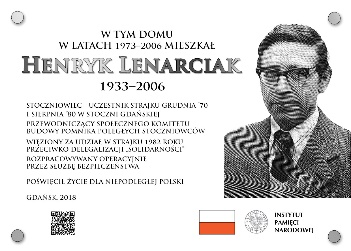 W TYM DOMU
W LATACH 1973–2006 MIESZKAŁ
HENRYK LENARCIAK
1933–2006
STOCZNIOWIEC - UCZESTNIK STRAJKU GRUDNIA '70
I SIERPNIA '80 W STOCZNI GDAŃSKIEJ
PRZEWODNICZĄCY SPOŁECZNEGO KOMITETU
BUDOWY POMNIKA POLEGŁYCH STOCZNIOWCÓW
WIĘZIONY ZA UDZIAŁ W STRAJKU 1982 ROKU
PRZECIWKO DELEGALIZACJI „SOLIDARNOŚCI"
ROZPRACOWYWANY OPERACYJNIE
PRZEZ SŁUŻBĘ BEZPIECZEŃSTWA
POŚWIĘCIŁ ŻYCIE DLA NIEPODLEGŁEJ POLSKI
GDAŃSK, 2018
INSTYTUT
PAMIĘCI
NARODOWEJ